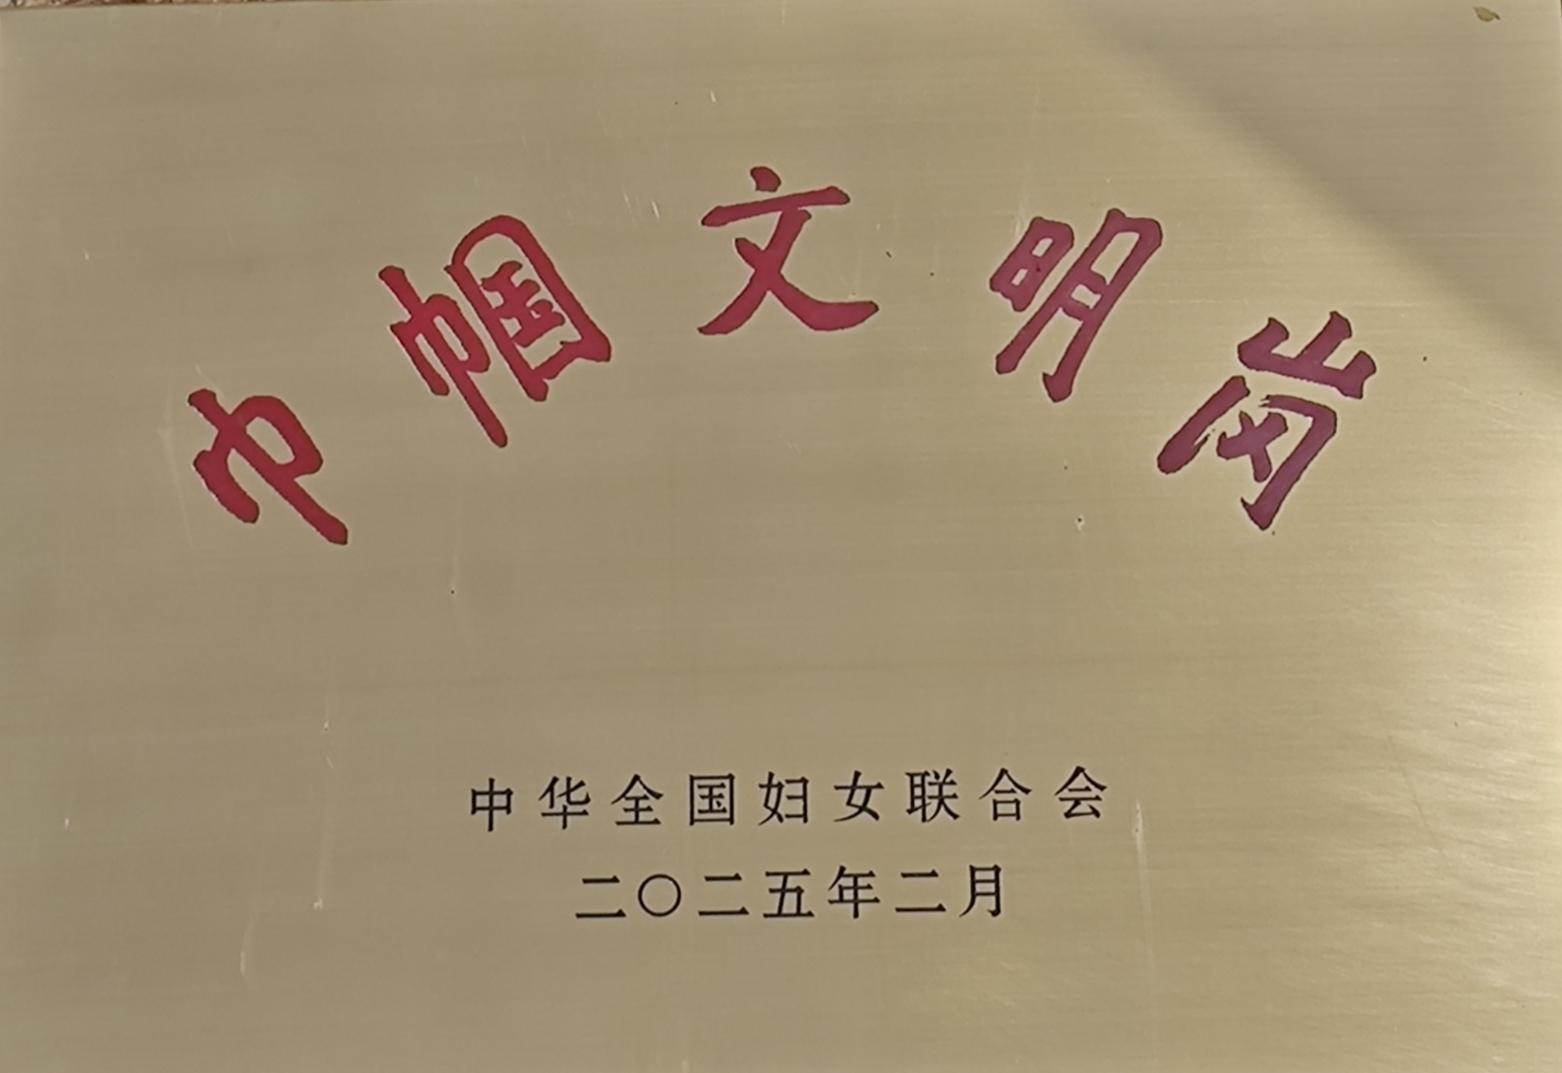 巾帼文明岗
中华全国妇女联合会
二〇二五年二月